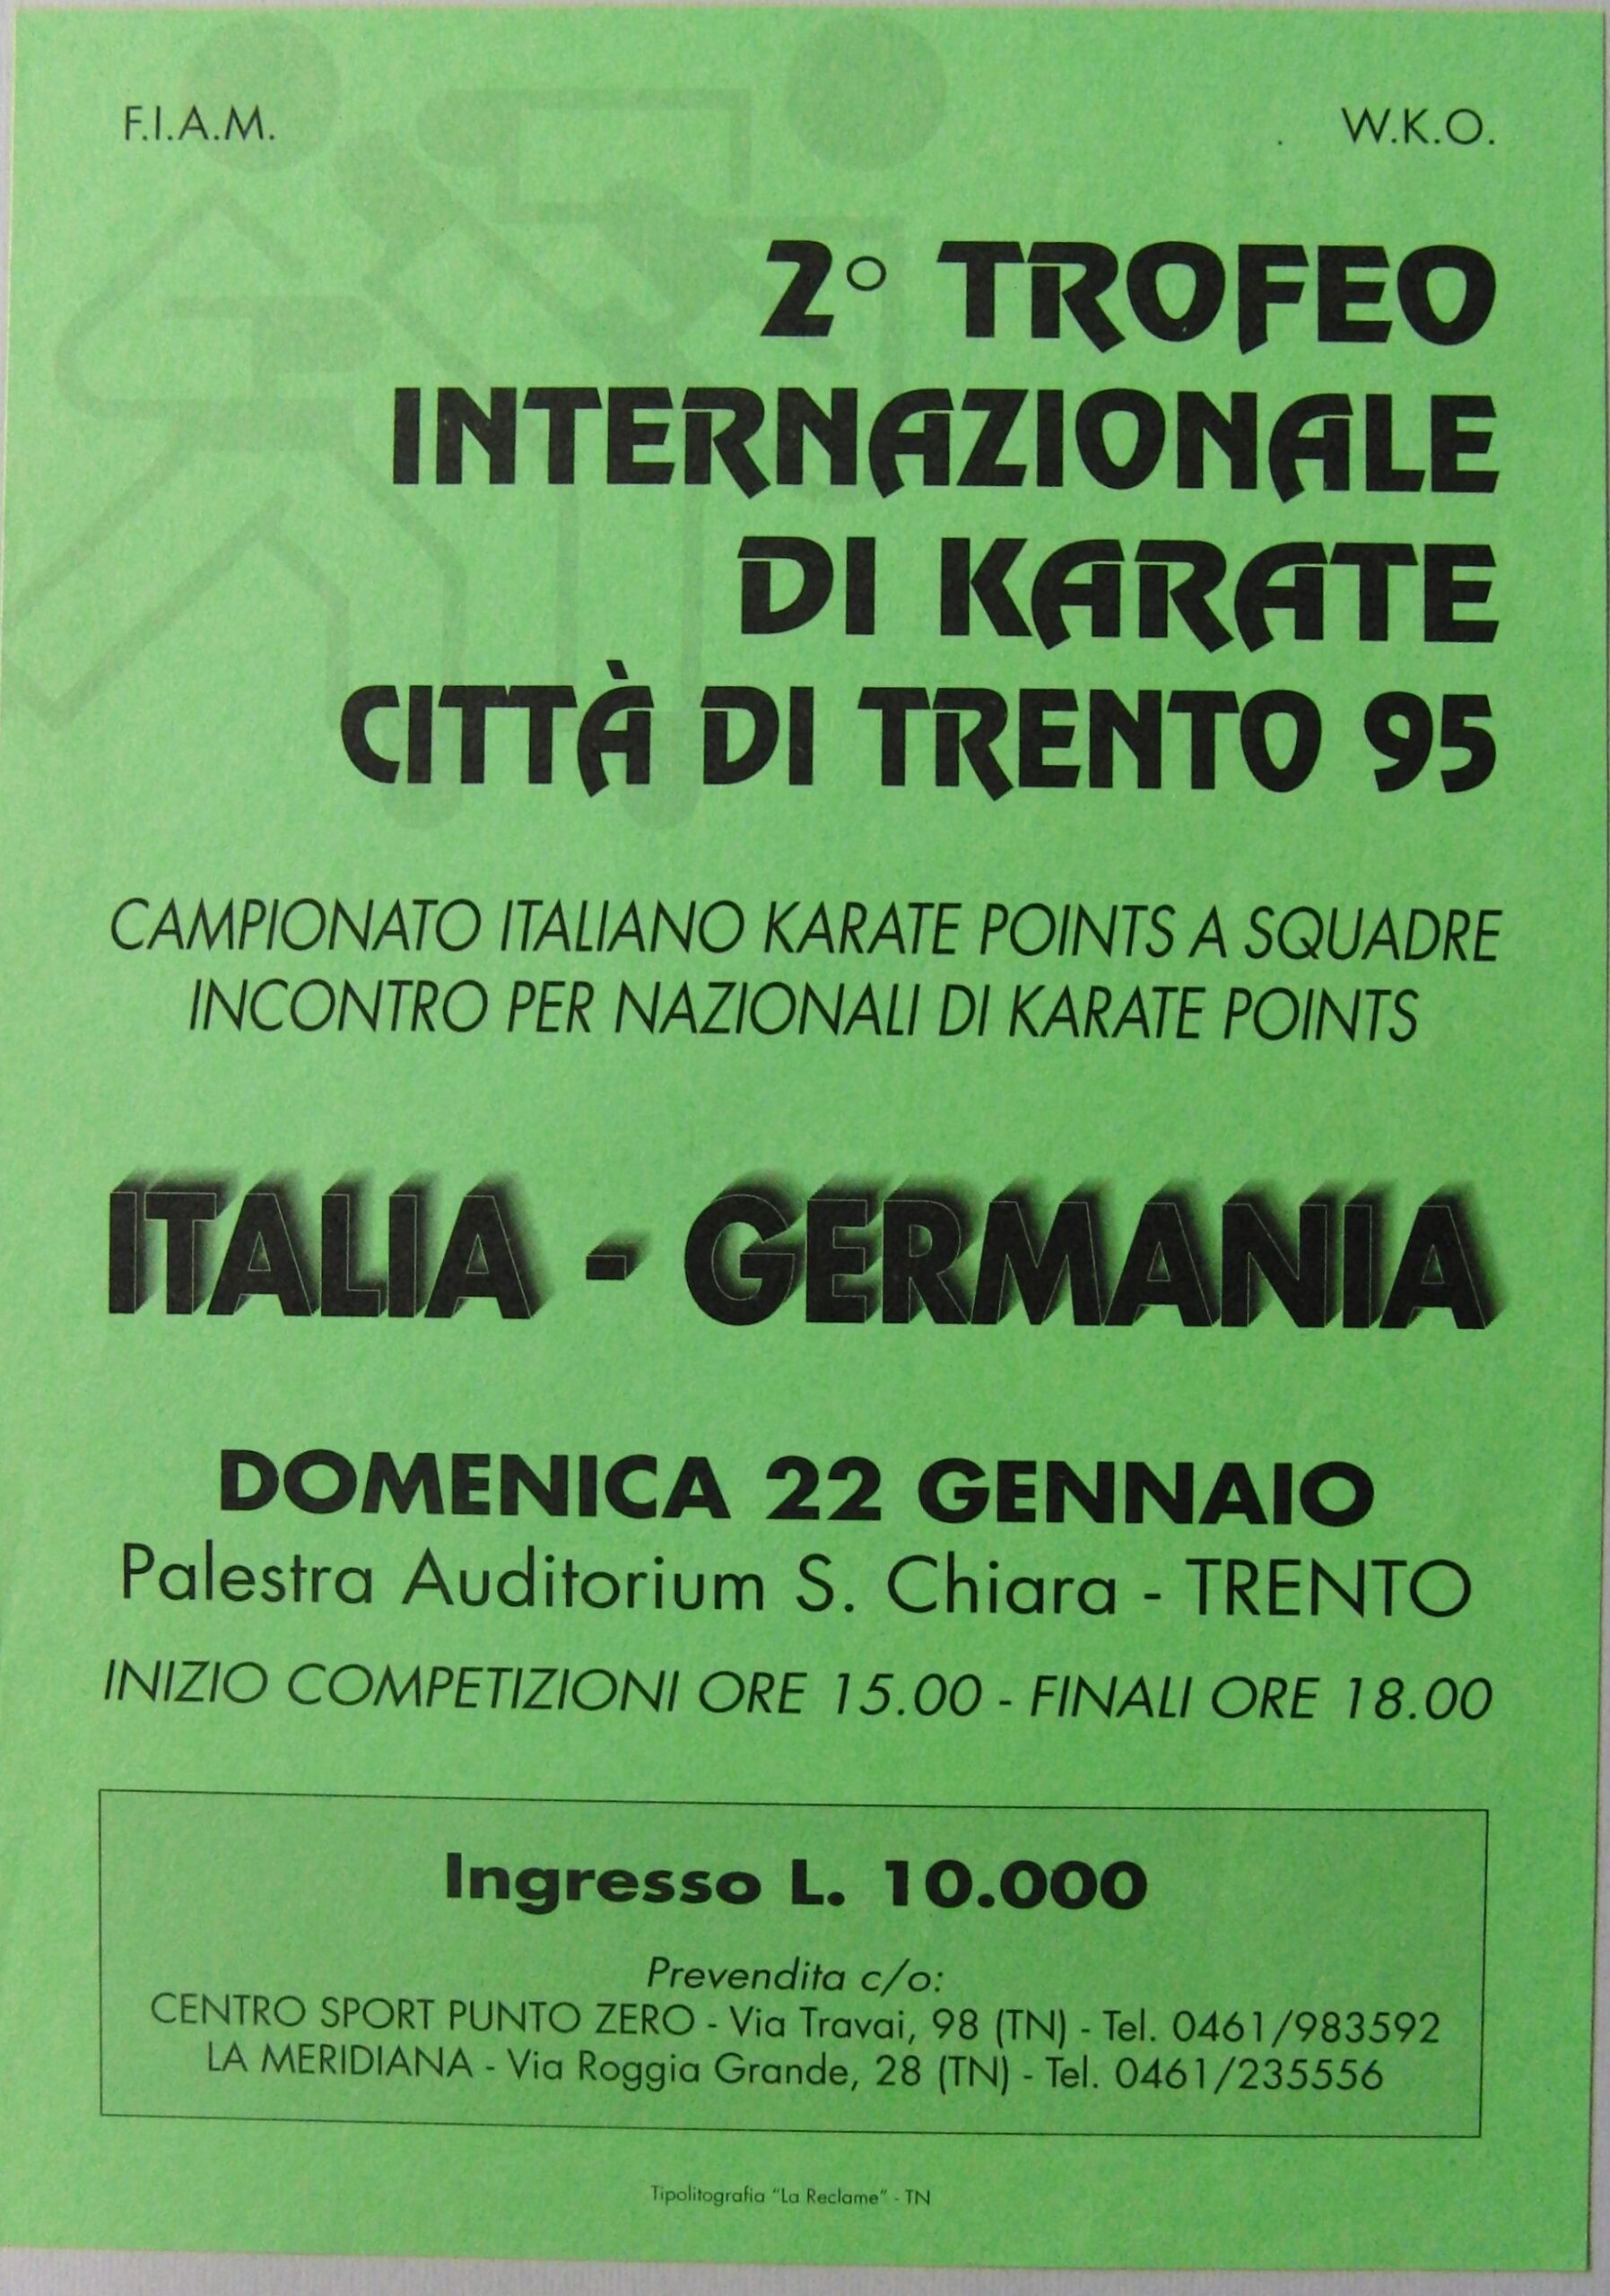 F.I.A.M. W.K.O.
2° TROFEO
INTERNAZIONALE
DI KARATE
CITTÀ DI TRENTO 95
CAMPIONATO ITALIANO KARATE POINTS A SQUADRE
INCONTRO PER NAZIONALI DI KARATE POINTS
ITALIA - GERMANIA
DOMENICA 22 GENNAIO
Palestra Auditorium S. Chiara - TRENTO
INIZIO COMPETIZIONI ORE 15.00 - FINALI ORE 18.00
Ingresso L. 10.000
Prevendita c/o:
CENTRO SPORT PUNTO ZERO - Via Travai, 98 (TN) - Tel. 0461/983592
LA MERIDIANA - Via Roggia Grande, 28 (TN) - Tel. 0461/235556
Tipolitografia "La Reclame" - TN